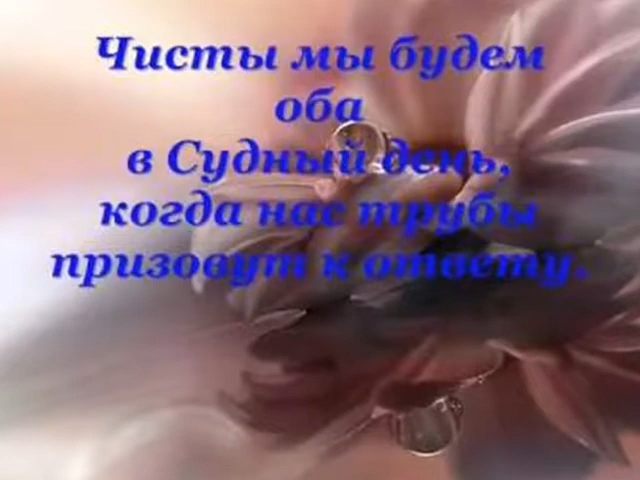 Чисты мы будем
оба
в Судный день,
когда нас трубы
призовут к ответу.